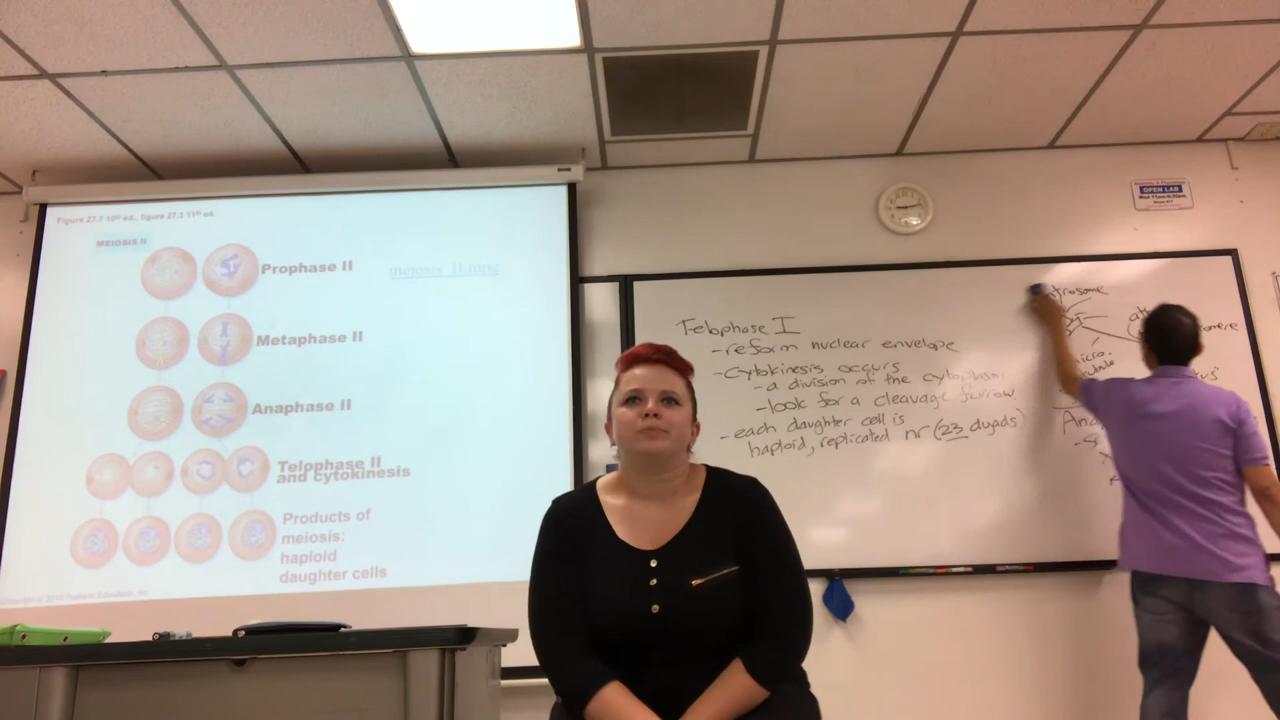 Figure 27.7 10th ed., figure 27.3 11th ed.
MEIOSIS II
Prophase II
meiosis II.mpg
Metaphase II
Anaphase II
Telophase II
and cytokinesis
Products of
meiosis:
haploid
daughter cells
Telophase I
-reform nuclear envelope
-Cytokinesis occurs
-a division of the cytoplasm
-look for a cleavage furrow
-each daughter cell is
haploid, replicated nr (23 dyads)
trosome
micro.
OPEN LAB